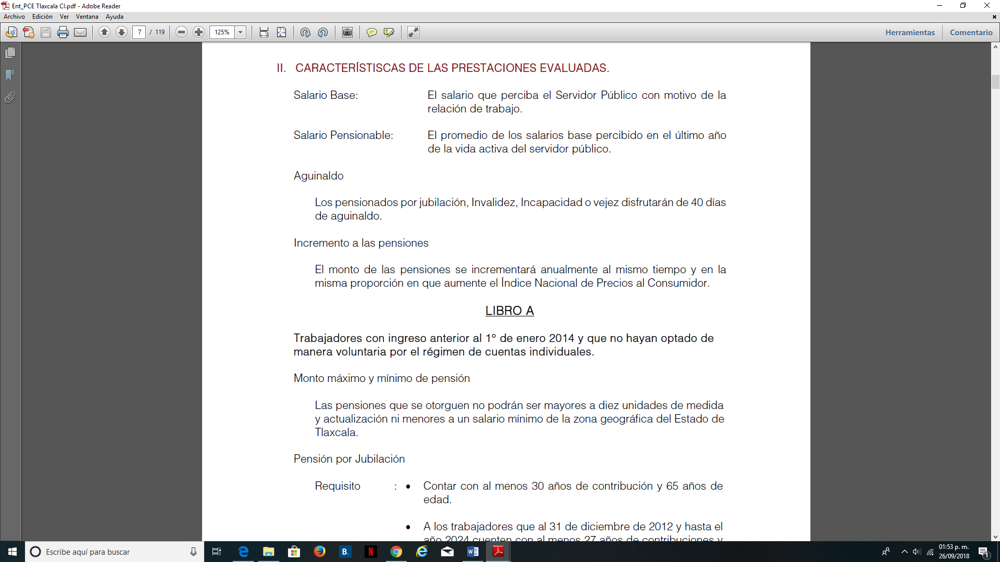 Ent_PCE Tlaxcala CI.pdf - Adobe Reader
Archivo Edición Ver Ventana Ayuda
7 / 119 125% Herramientas Comentario
II. CARACTERÍSTISCAS DE LAS PRESTACIONES EVALUADAS.
Salario Base: El salario que perciba el Servidor Público con motivo de la
relación de trabajo.
Salario Pensionable: El promedio de los salarios base percibido en el último año
de la vida activa del servidor público.
Aguinaldo
Los pensionados por jubilación, Invalidez, Incapacidad o vejez disfrutarán de 40 días
de aguinaldo.
Incremento a las pensiones
El monto de las pensiones se incrementará anualmente al mismo tiempo y en la
misma proporción en que aumente el Índice Nacional de Precios al Consumidor.
LIBRO A
Trabajadores con ingreso anterior al 1° de enero 2014 y que no hayan optado de
manera voluntaria por el régimen de cuentas individuales.
Monto máximo y mínimo de pensión
Las pensiones que se otorguen no podrán ser mayores a diez unidades de medida
y actualización ni menores a un salario mínimo de la zona geográfica del Estado de
Tlaxcala.
Pensión por Jubilación
Requisito : • Contar con al menos 30 años de contribución y 65 años de
edad.
• A los trabajadores que al 31 de diciembre de 2012 y hasta el
año 2024 cuenten con al menos 27 años de contribuciones y
Escribe aquí para buscar
01:53 p. m.
26/09/2018
1